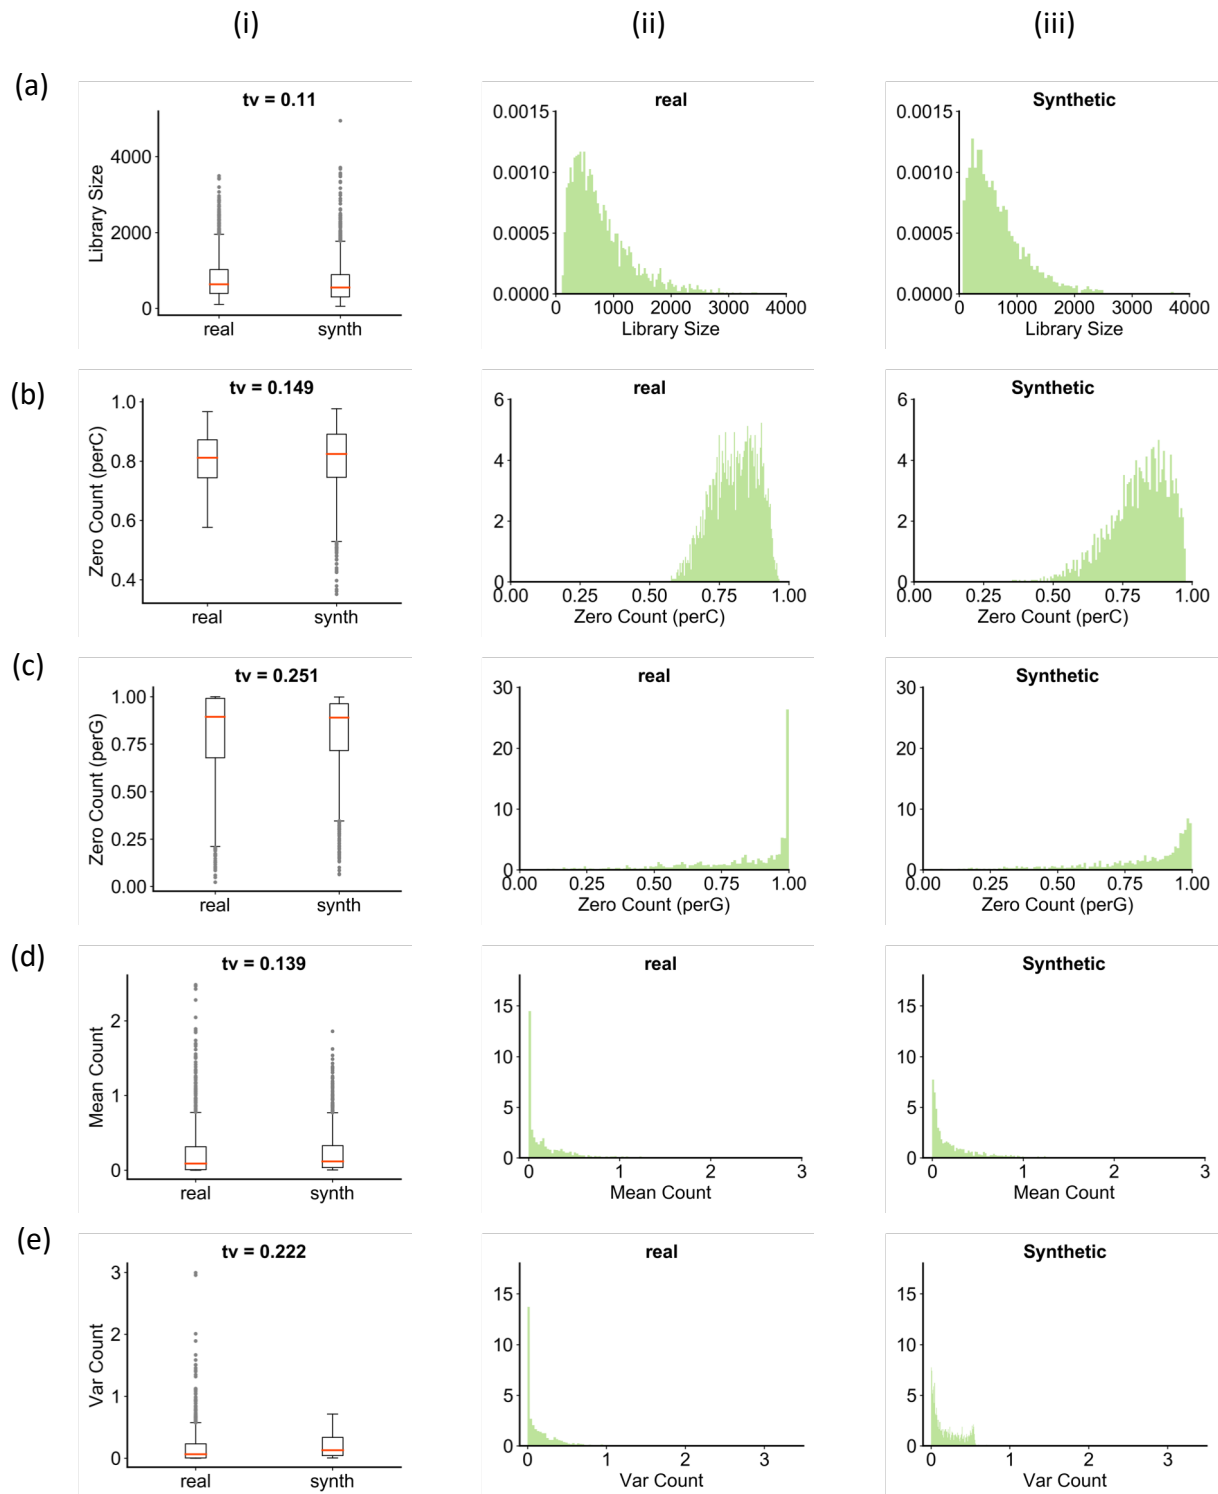 (i) (ii) (iii)
(a)
tv = 0.11
Library Size
4000
2000
0
real synth
real
0.0015
0.0010
0.0005
0.0000
0 1000 2000 3000 4000
Library Size
Synthetic
0.0015
0.0010
0.0005
0.0000
0 1000 2000 3000 4000
Library Size
(b)
tv = 0.149
Zero Count (perC)
1.0
0.8
0.6
0.4
real synth
real
6
4
2
0
0.00 0.25 0.50 0.75 1.00
Zero Count (perC)
Synthetic
6
4
2
0
0.00 0.25 0.50 0.75 1.00
Zero Count (perC)
(c)
tv = 0.251
Zero Count (perG)
1.00
0.75
0.50
0.25
0.00
real synth
real
30
20
10
0
0.00 0.25 0.50 0.75 1.00
Zero Count (perG)
Synthetic
30
20
10
0
0.00 0.25 0.50 0.75 1.00
Zero Count (perG)
(d)
tv = 0.139
Mean Count
2
1
0
real synth
real
15
10
5
0
0 1 2 3
Mean Count
Synthetic
15
10
5
0
0 1 2 3
Mean Count
(e)
tv = 0.222
Var Count
3
2
1
0
real synth
real
15
10
5
0
0 1 2 3
Var Count
Synthetic
15
10
5
0
0 1 2 3
Var Count